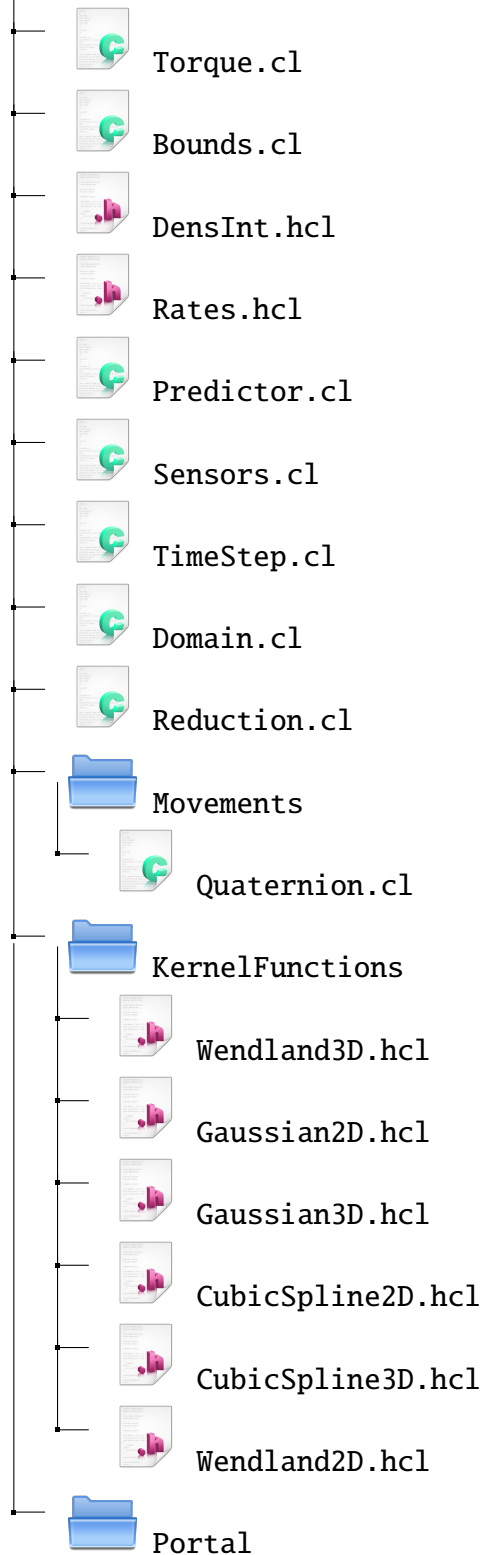 Torque.cl
Bounds.cl
DensInt.hcl
Rates.hcl
Predictor.cl
Sensors.cl
TimeStep.cl
Domain.cl
Reduction.cl
Movements
Quaternion.cl
KernelFunctions
Wendland3D.hcl
Gaussian2D.hcl
Gaussian3D.hcl
CubicSpline2D.hcl
CubicSpline3D.hcl
Wendland2D.hcl
Portal